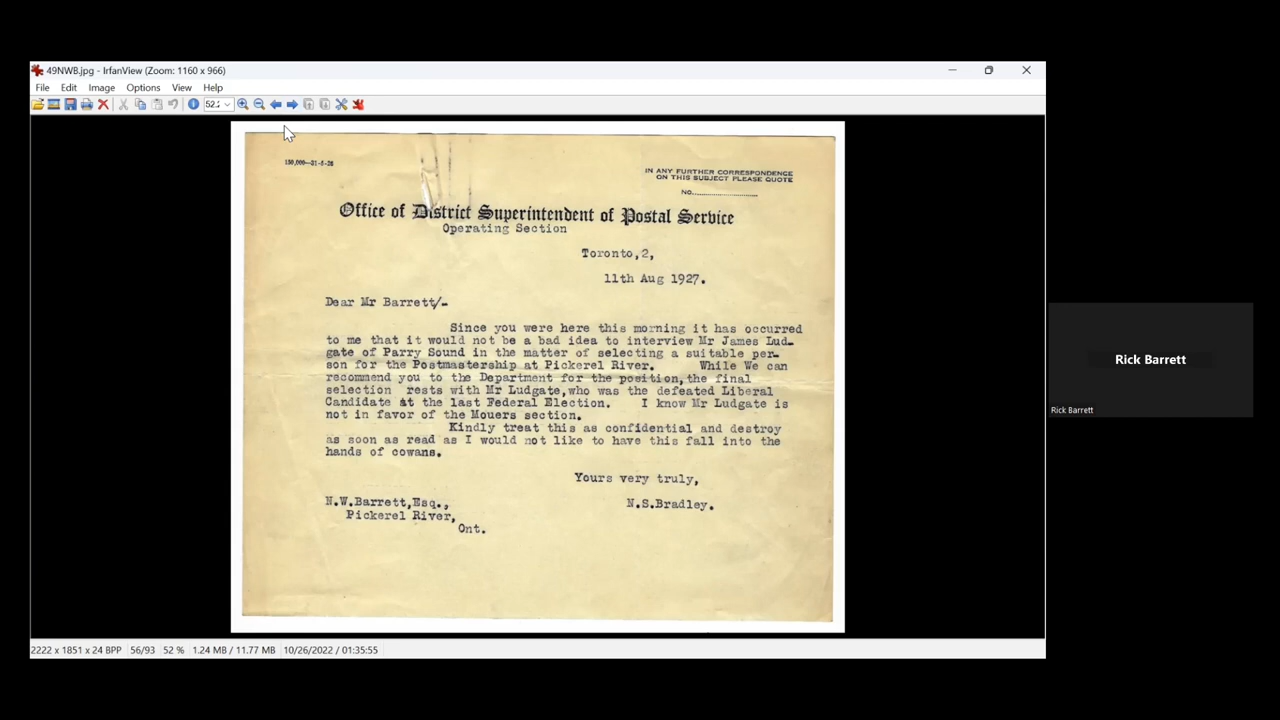 49NWB.jpg - IrfanView (Zoom: 1160 x 966)
File Edit Image Options View Help
150,000—31-5-26
IN ANY FURTHER CORRESPONDENCE
ON THIS SUBJECT PLEASE QUOTE
No.
Office of District Superintendent of Postal Service
Operating Section
Toronto,2,
11th Aug 1927.
Dear Mr Barrett/-
Since you were here this morning it has occurred
to me that it would not be a bad idea to interview Mr James Lud-
gate of Parry Sound in the matter of selecting a suitable per-
son for the Postmastership at Pickerel River. While We can
recommend you to the Department for the position,the final
selection rests with Mr Ludgate,who was the defeated Liberal
Candidate at the last Federal Election. I know Mr Ludgate is
not in favor of the Mouers section.
Kindly treat this as confidential and destroy
as soon as read as I would not like to have this fall into the
hands of cowans.
Yours very truly,
N.W.Barrett,Esq., N.S.Bradley.
Pickerel River,
Ont.
2222 x 1851 x 24 BPP 56/93 52 % 1.24 MB / 11.77 MB 10/26/2022 / 01:35:55
Rick Barrett
Rick Barrett